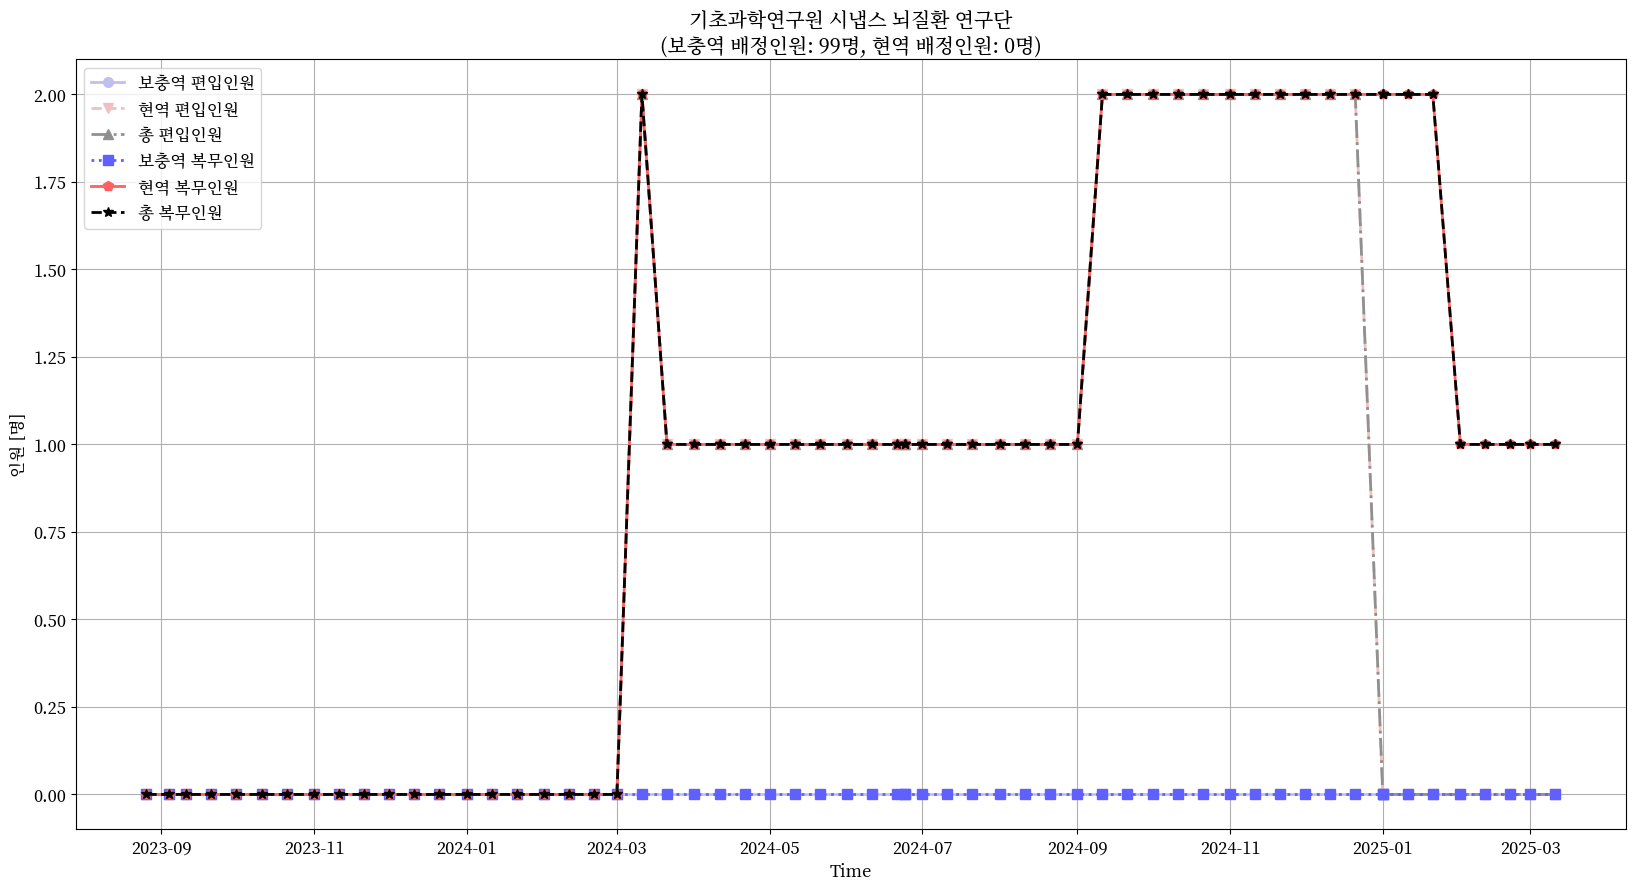 기초과학연구원 시냅스 뇌질환 연구단
(보충역 배정인원: 99명, 현역 배정인원: 0명)
보충역 편입인원
현역 편입인원
총 편입인원
보충역 복무인원
현역 복무인원
총 복무인원
2.00
1.75
1.50
1.25
1.00
0.75
0.50
0.25
0.00
인원 [명]
2023-09 2023-11 2024-01 2024-03 2024-05 2024-07 2024-09 2024-11 2025-01 2025-03
Time